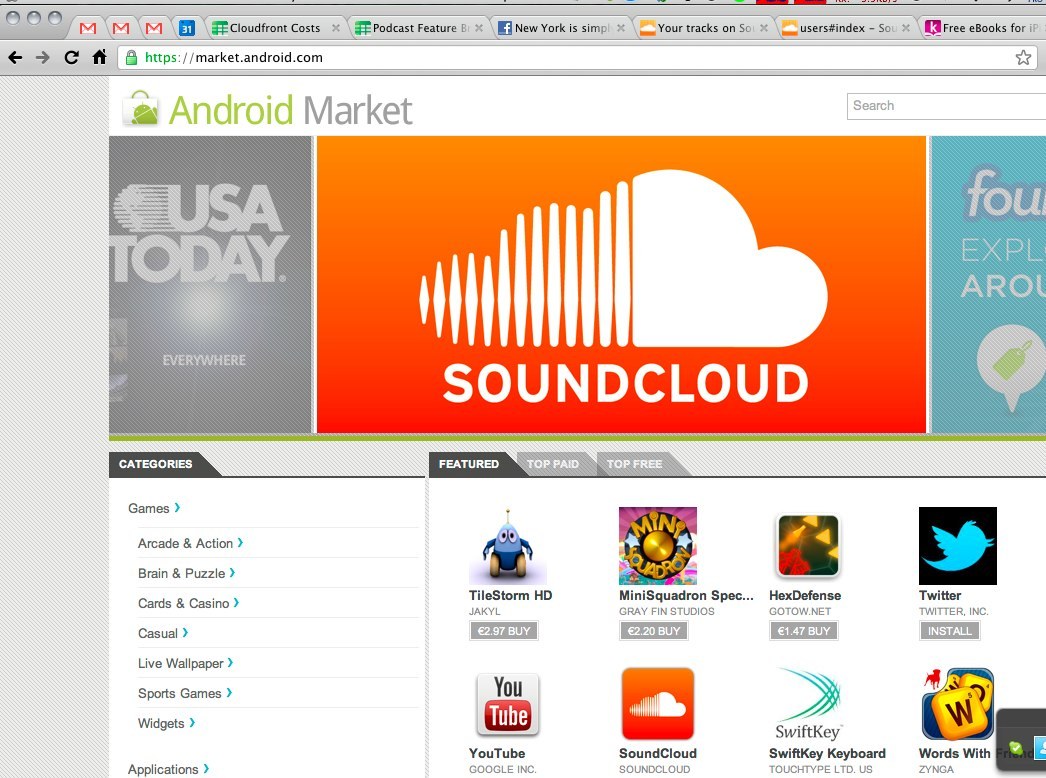 31
Cloudfront Costs
Podcast Feature B
New York is simpl
Your tracks on So
users#index – Sou
Free eBooks for iP
https://market.android.com
Android Market
Search
USA
TODAY.
EVERYWHERE
SOUNDCLOUD
four
EXPL
AROU
CATEGORIES
FEATURED
TOP PAID
TOP FREE
Games
Arcade & Action
Brain & Puzzle
Cards & Casino
Casual
Live Wallpaper
Sports Games
Widgets
Applications
MINI
SQUADRON
TileStorm HD
MiniSquadron Spec...
HexDefense
Twitter
JAKYL
GRAY FIN STUDIOS
GOTOW.NET
TWITTER, INC.
€2.97 BUY
€2.20 BUY
€1.47 BUY
INSTALL
You
Tube
SwiftKey
W
YouTube
SoundCloud
SwiftKey Keyboard
Words With Friends
GOOGLE INC.
SOUNDCLOUD
TOUCHTYPE LTD. US
ZYNGA